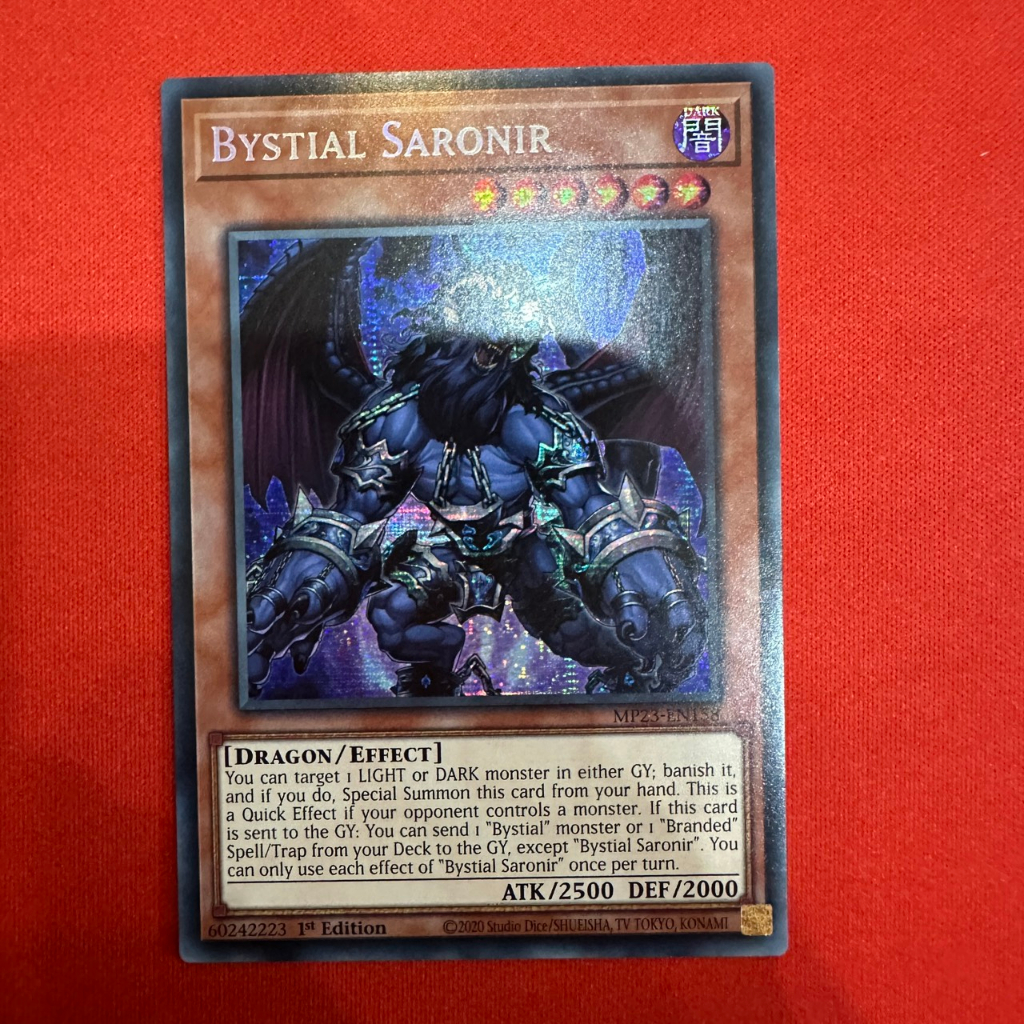 BYSTIAL SARONIR
DARK
闇
MP23-EN158
[DRAGON/EFFECT]
You can target 1 LIGHT or DARK monster in either GY; banish it,
and if you do, Special Summon this card from your hand. This is
a Quick Effect if your opponent controls a monster. If this card
is sent to the GY: You can send 1 "Bystial" monster or 1 "Branded"
Spell/Trap from your Deck to the GY, except "Bystial Saronir". You
can only use each effect of "Bystial Saronir" once per turn.
ATK/2500 DEF/2000
60242223 1st Edition ©2020 Studio Dice/SHUEISHA, TV TOKYO, KONAMI